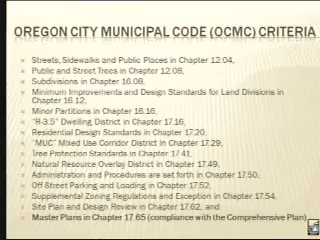 OREGON CITY MUNICIPAL CODE (OCMC) CRITERIA
Streets, Sidewalks and Public Places in Chapter 12.04,
Public and Street Trees in Chapter 12.08,
Subdivisions in Chapter 16.08,
Minimum Improvements and Design Standards for Land Divisions in
Chapter 16.12,
Minor Partitions in Chapter 16.16,
"R-3.5" Dwelling District in Chapter 17.16,
Residential Design Standards in Chapter 17.20,
"MUC" Mixed Use Corridor District in Chapter 17.29,
Tree Protection Standards in Chapter 17.41,
Natural Resource Overlay District in Chapter 17.49,
Administration and Procedures are set forth in Chapter 17.50,
Off Street Parking and Loading in Chapter 17.52,
Supplemental Zoning Regulations and Exception in Chapter 17.54,
Site Plan and Design Review in Chapter 17.62, and
Master Plans in Chapter 17.65 (compliance with the Comprehensive Plan)